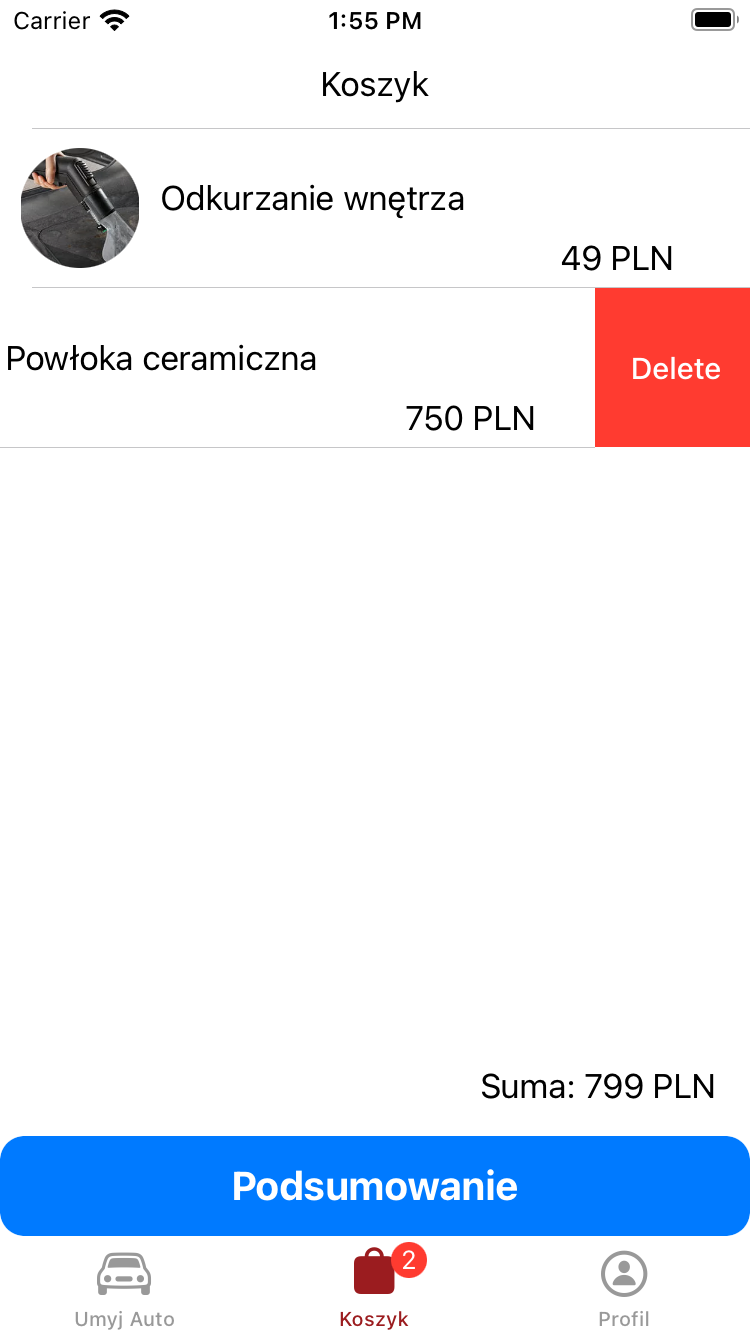 Carrier 1:55 PM
Koszyk
Odkurzanie wnętrza
49 PLN
Powłoka ceramiczna
750 PLN
Delete
Suma: 799 PLN
Podsumowanie
2
Umyj Auto Koszyk Profil